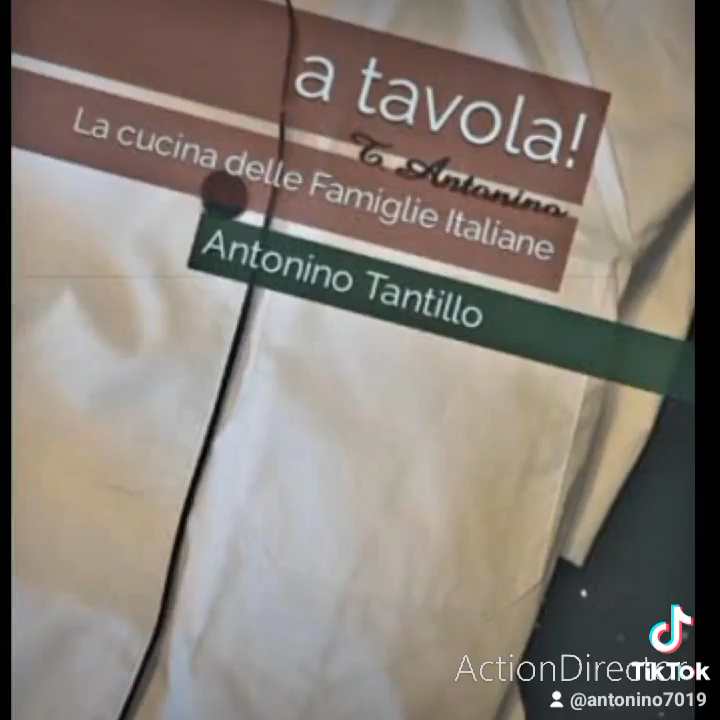 a tavola!
T. Antonino
La cucina delle Famiglie Italiane
Antonino Tantillo
ActionDirector
TikTok
@antonino7019